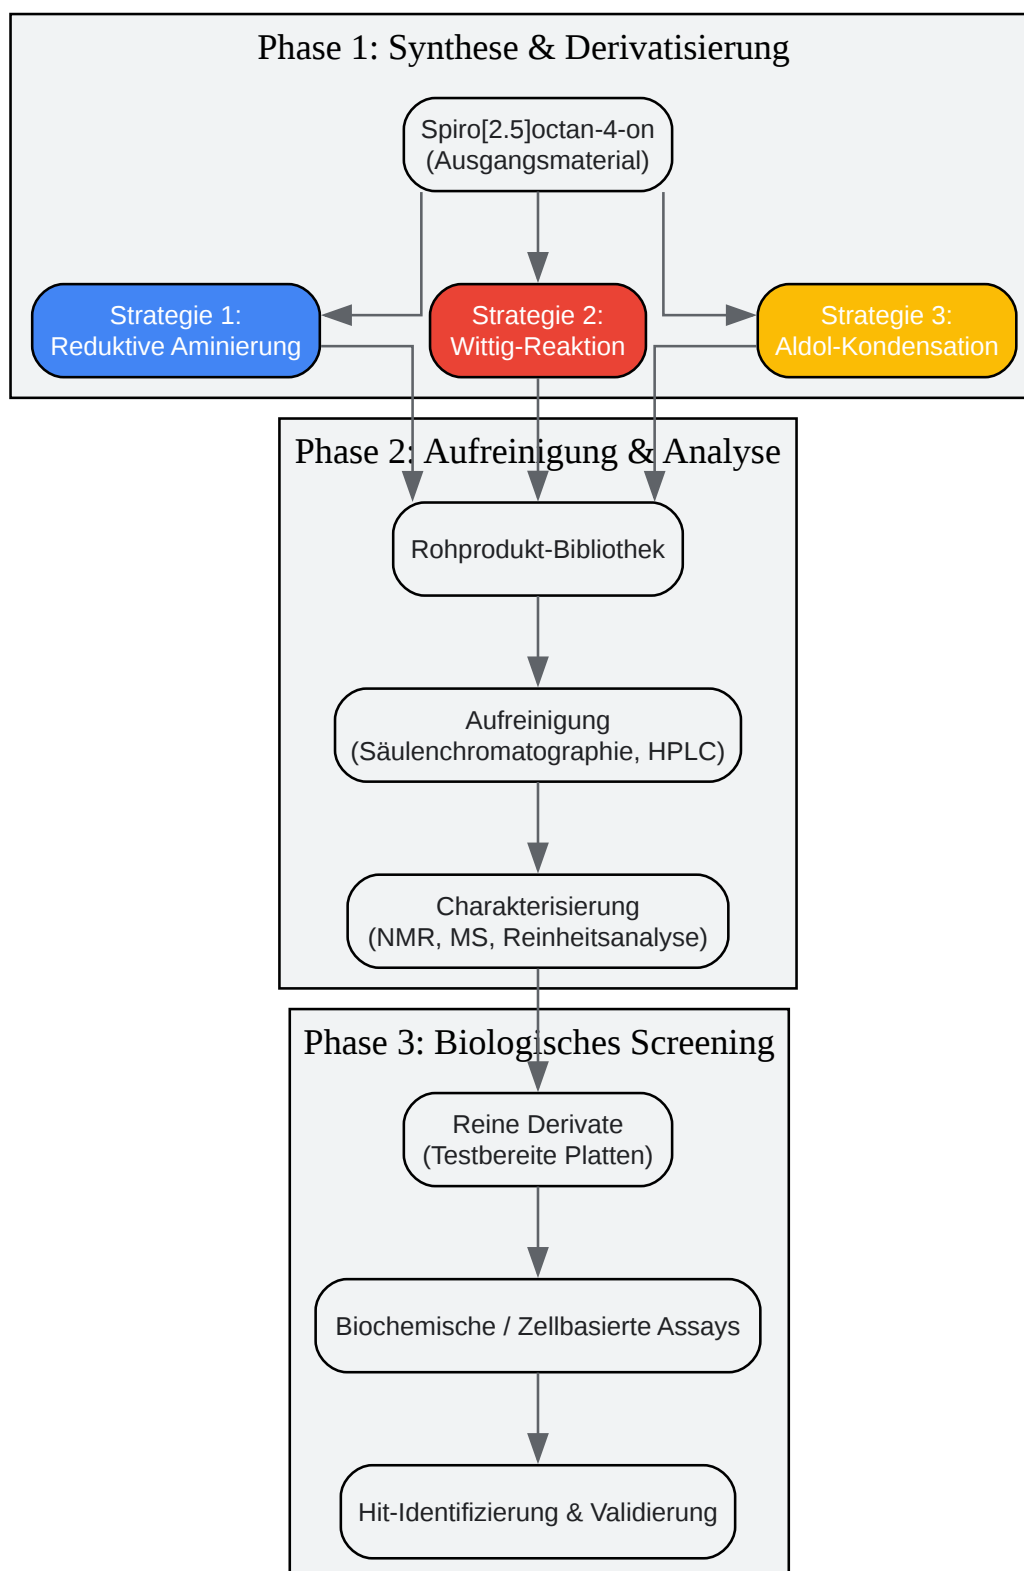 Phase 1: Synthese & Derivatisierung
Spiro[2.5]octan-4-on
(Ausgangsmaterial)
Strategie 1:
Reduktive Aminierung
Strategie 2:
Wittig-Reaktion
Strategie 3:
Aldol-Kondensation
Phase 2: Aufreinigung & Analyse
Rohprodukt-Bibliothek
Aufreinigung
(Säulenchromatographie, HPLC)
Charakterisierung
(NMR, MS, Reinheitsanalyse)
Phase 3: Biologisches Screening
Reine Derivate
(Testbereite Platten)
Biochemische / Zellbasierte Assays
Hit-Identifizierung & Validierung